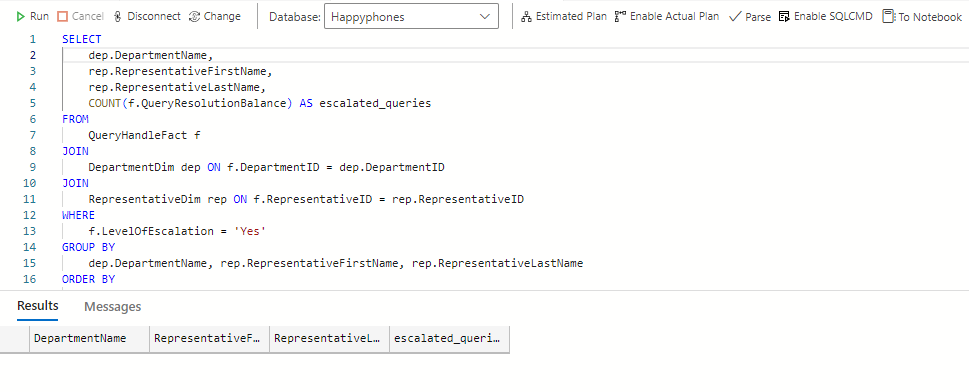 Run Cancel Disconnect Change Database: Happyphones Estimated Plan Enable Actual Plan Parse Enable SQLCMD To Notebook
1 SELECT
2 dep.DepartmentName,
3 rep.RepresentativeFirstName,
4 rep.RepresentativeLastName,
5 COUNT(f.QueryResolutionBalance) AS escalated_queries
6 FROM
7 QueryHandleFact f
8 JOIN
9 DepartmentDim dep ON f.DepartmentID = dep.DepartmentID
10 JOIN
11 RepresentativeDim rep ON f.RepresentativeID = rep.RepresentativeID
12 WHERE
13 f.LevelOfEscalation = 'Yes'
14 GROUP BY
15 dep.DepartmentName, rep.RepresentativeFirstName, rep.RepresentativeLastName
16 ORDER BY
Results Messages
DepartmentName RepresentativeF… RepresentativeL… escalated_queri…